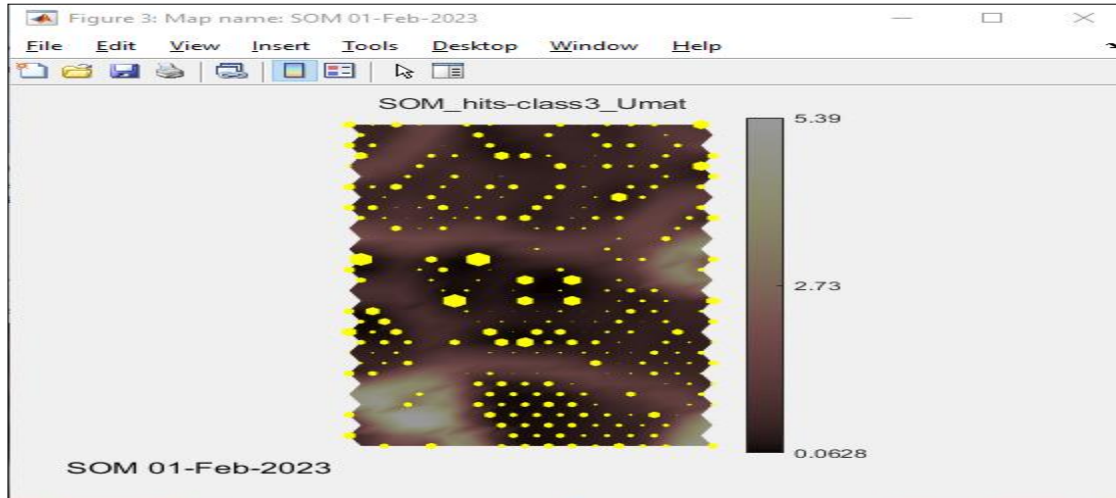 Figure 3: Map name: SOM 01-Feb-2023
File Edit View Insert Tools Desktop Window Help
SOM_hits-class3_Umat
5.39
2.73
0.0628
SOM 01-Feb-2023